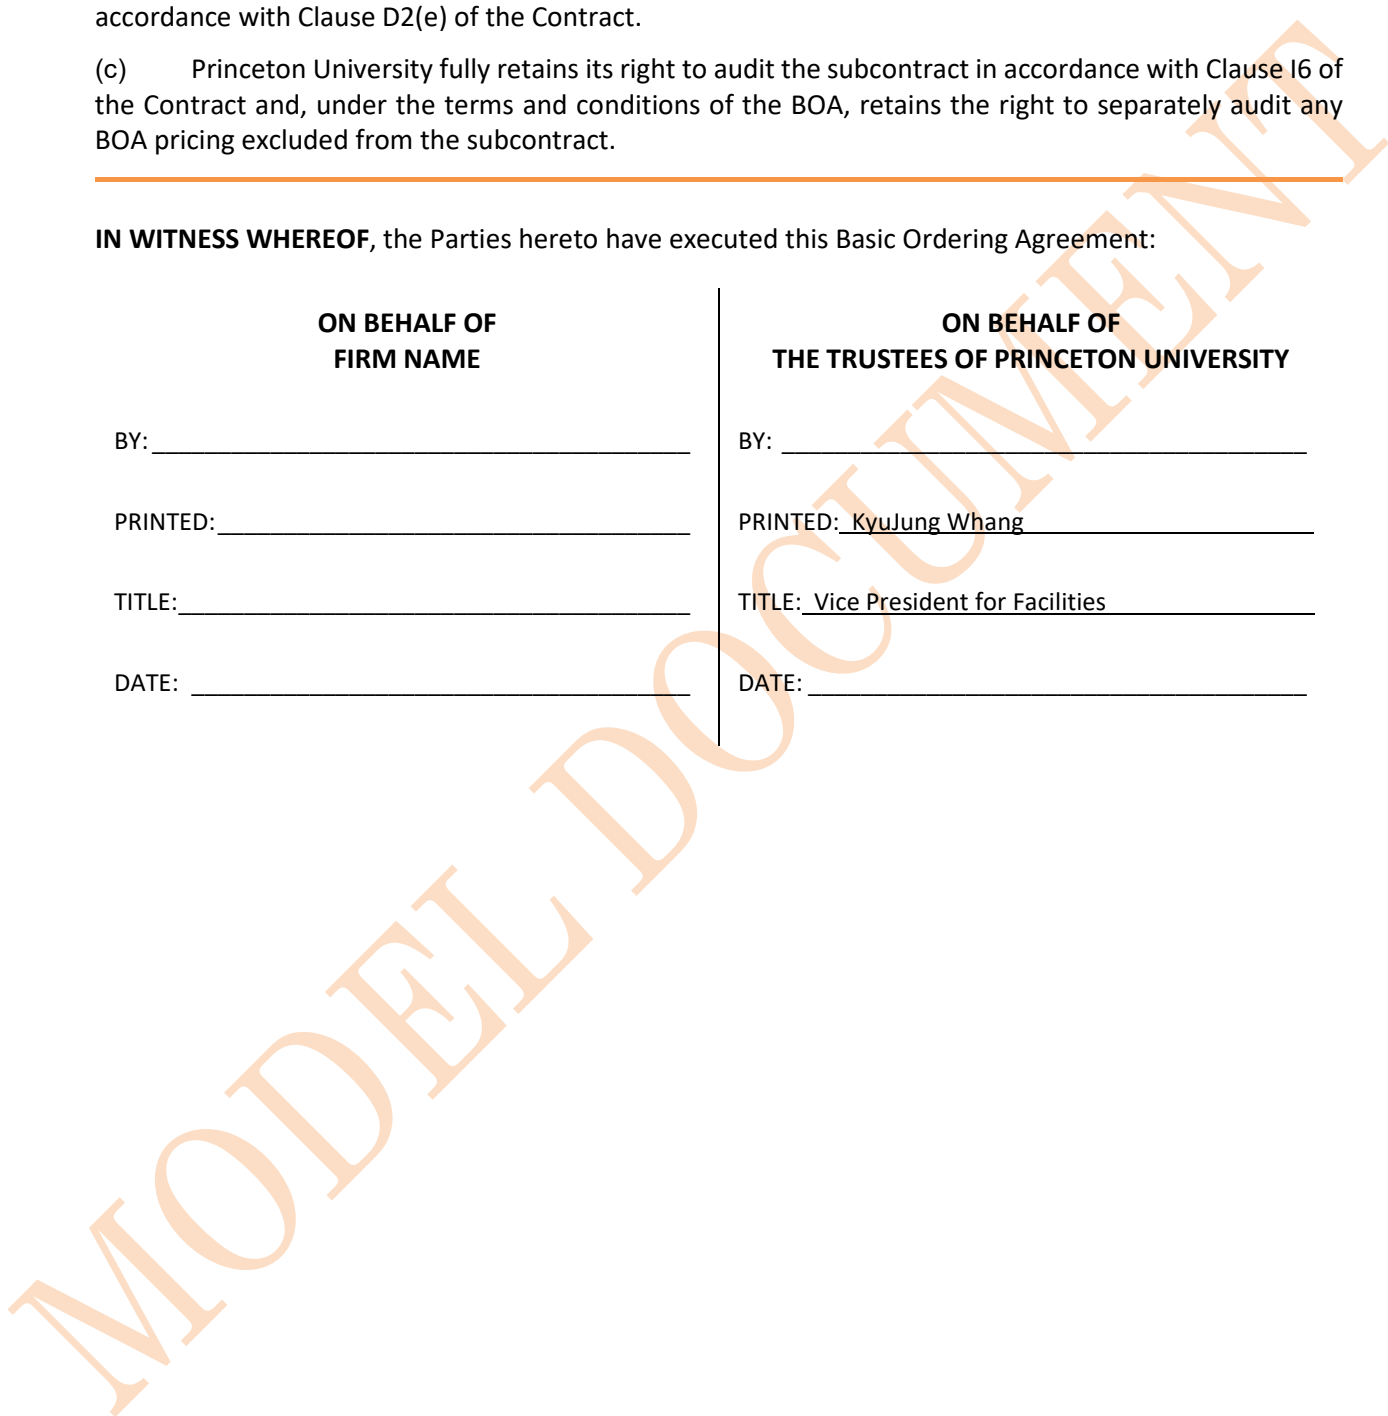 accordance with Clause D2(e) of the Contract.
(c) Princeton University fully retains its right to audit the subcontract in accordance with Clause I6 of
the Contract and, under the terms and conditions of the BOA, retains the right to separately audit any
BOA pricing excluded from the subcontract.
IN WITNESS WHEREOF, the Parties hereto have executed this Basic Ordering Agreement:
ON BEHALF OF
FIRM NAME
BY:
PRINTED:
TITLE:
DATE:
ON BEHALF OF
THE TRUSTEES OF PRINCETON UNIVERSITY
BY:
PRINTED: KyuJung Whang
TITLE: Vice President for Facilities
DATE:
MODEL DOCUMENT